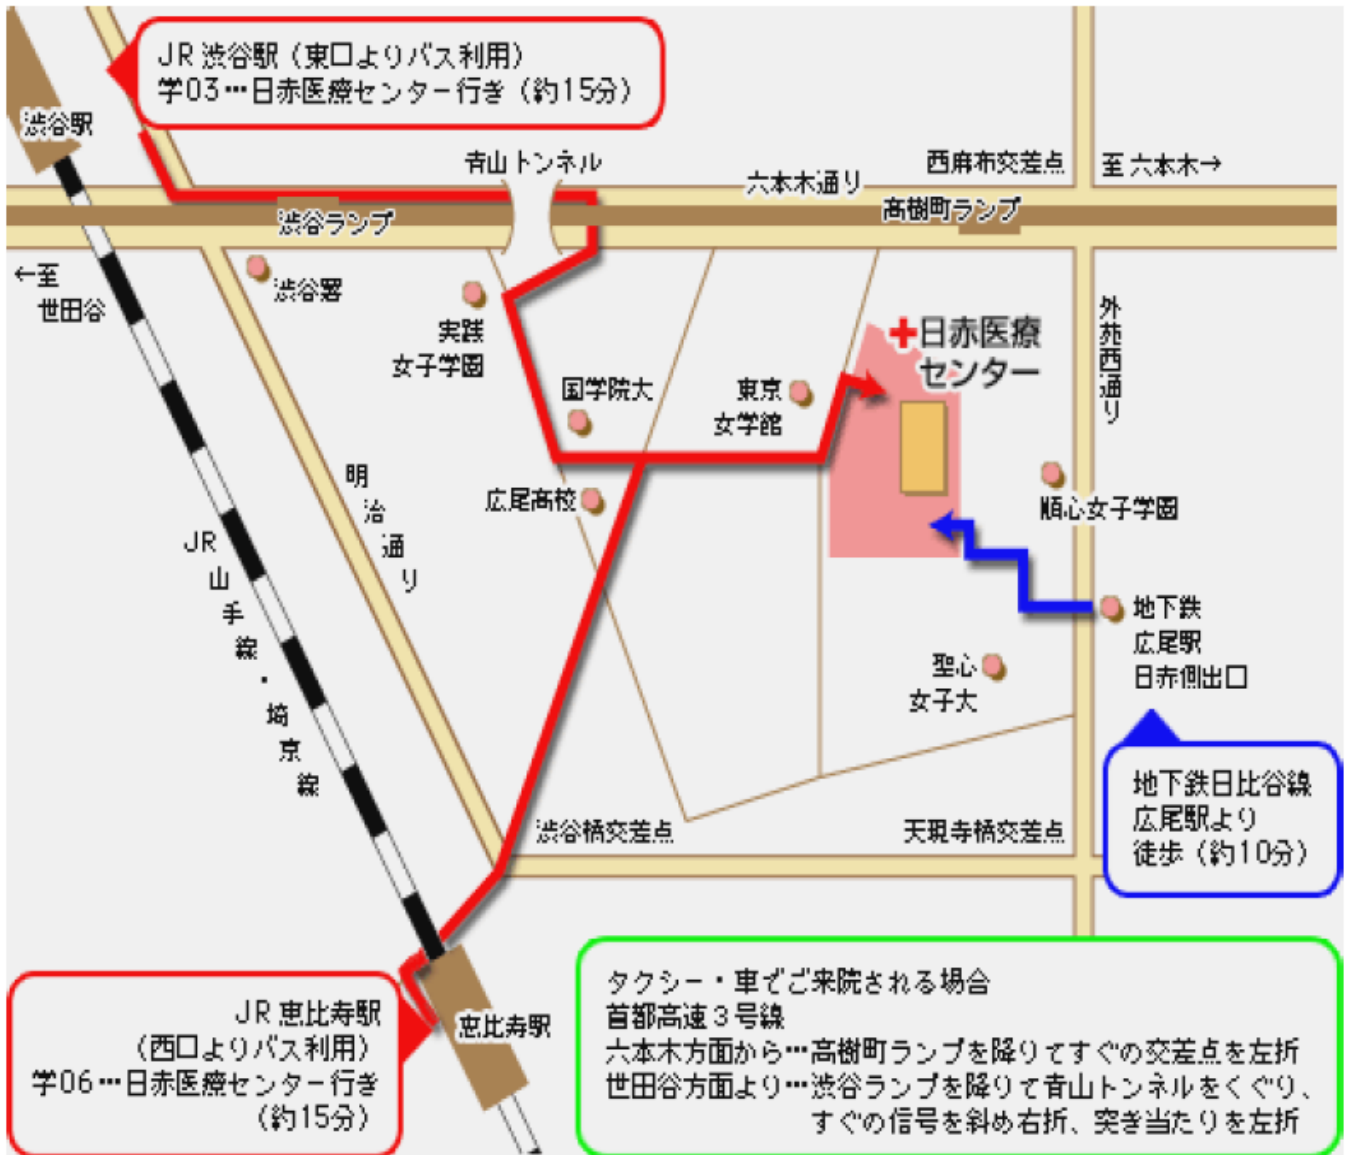 JR 渋谷駅（東口よりバス利用）
学03…日赤医療センター行き（約15分）
渋谷駅
青山トンネル
六本木通り
西麻布交差点
至 六本木→
渋谷ランプ
高樹町ランプ
←至
世田谷
渋谷署
実践
女子学園
国学院大
東京
女学館
日赤医療
センター
外苑西通り
広尾高校
順心女子学園
明治通り
JR山手線・埼京線
地下鉄
広尾駅
日赤側出口
聖心
女子大
地下鉄日比谷線
広尾駅より
徒歩（約10分）
渋谷橋交差点
天現寺橋交差点
JR 恵比寿駅
（西口よりバス利用）
学06…日赤医療センター行き
（約15分）
恵比寿駅
タクシー・車でご来院される場合
首都高速３号線
六本木方面から…高樹町ランプを降りてすぐの交差点を左折
世田谷方面より…渋谷ランプを降りて青山トンネルをくぐり、
すぐの信号を斜め右折、突き当たりを左折